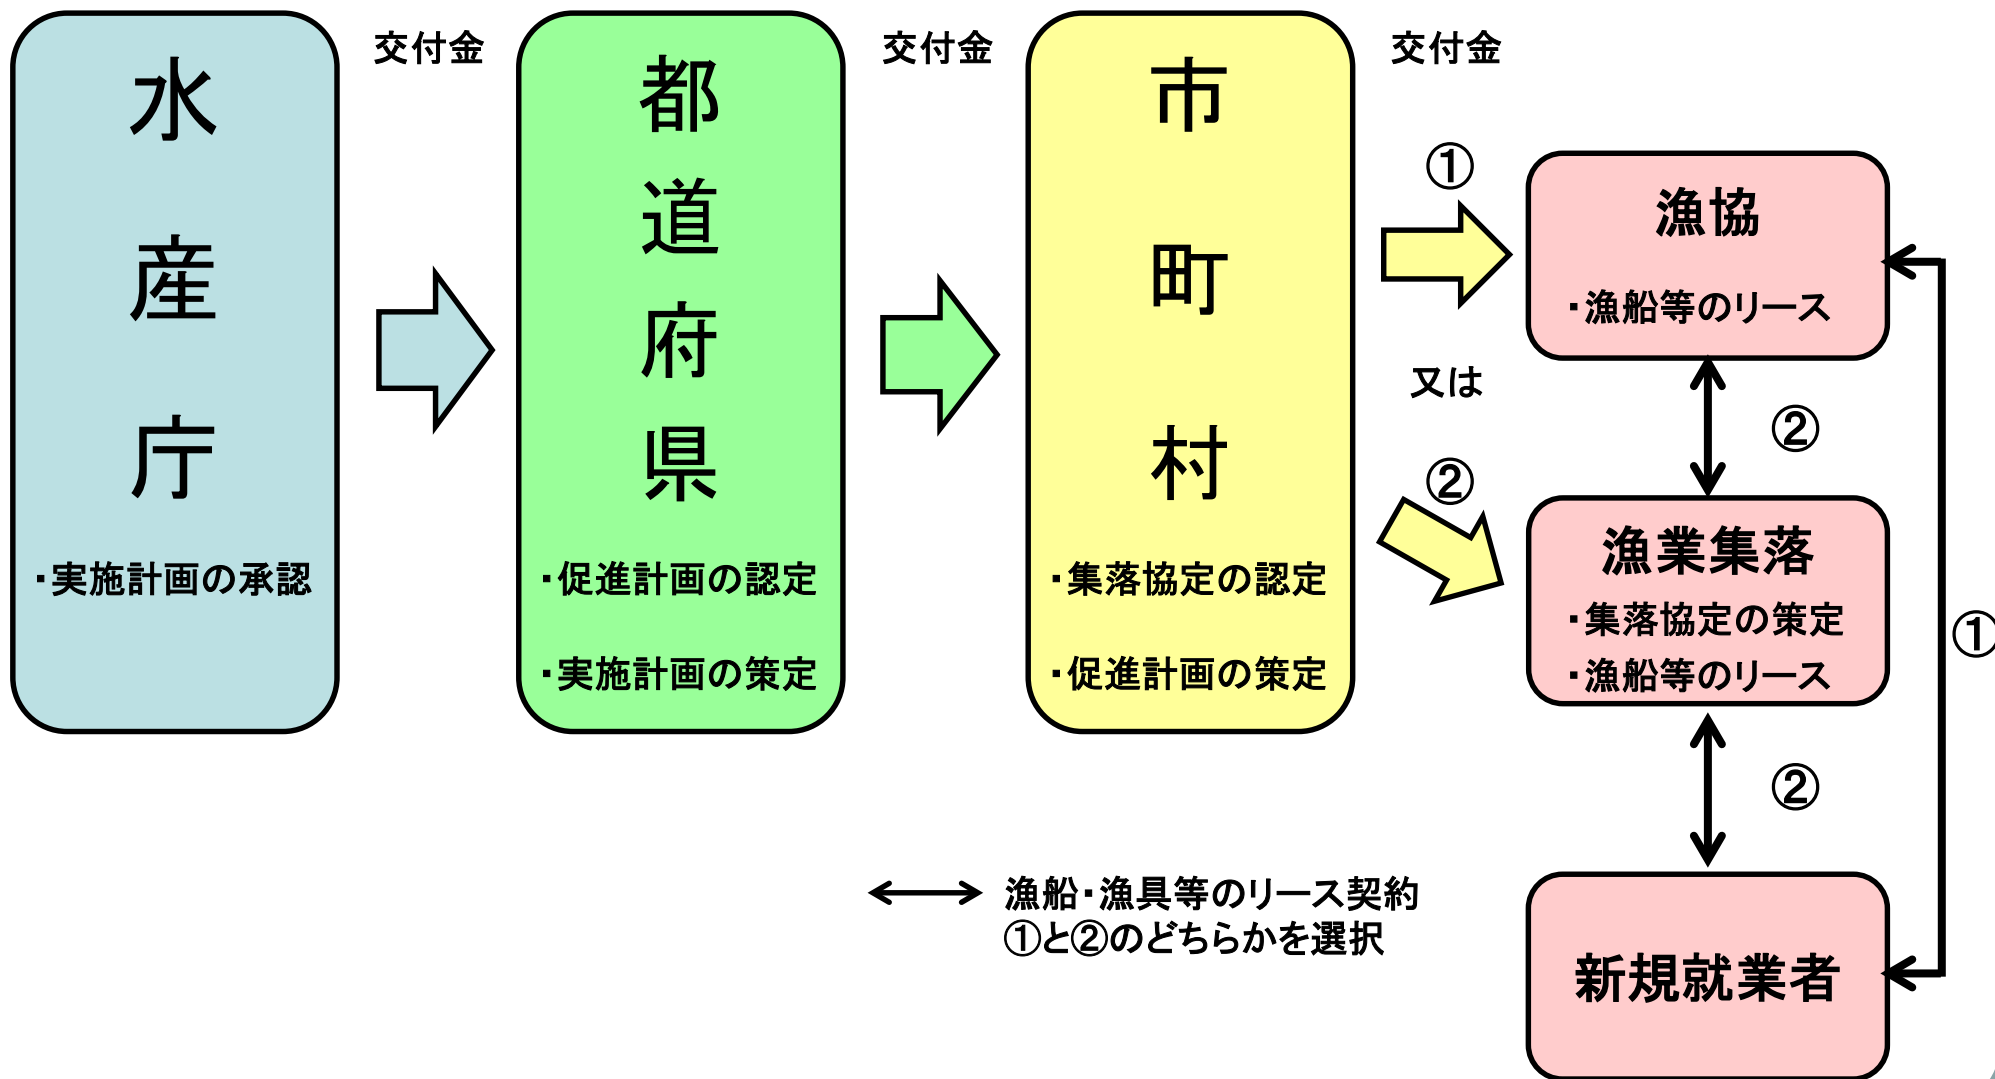 水産庁
・実施計画の承認
交付金
都道府県
・促進計画の認定
・実施計画の策定
交付金
市町村
・集落協定の認定
・促進計画の策定
交付金
①
又は
②
漁協
・漁船等のリース
②
漁業集落
・集落協定の策定
・漁船等のリース
①
②
新規就業者
漁船・漁具等のリース契約
①と②のどちらかを選択